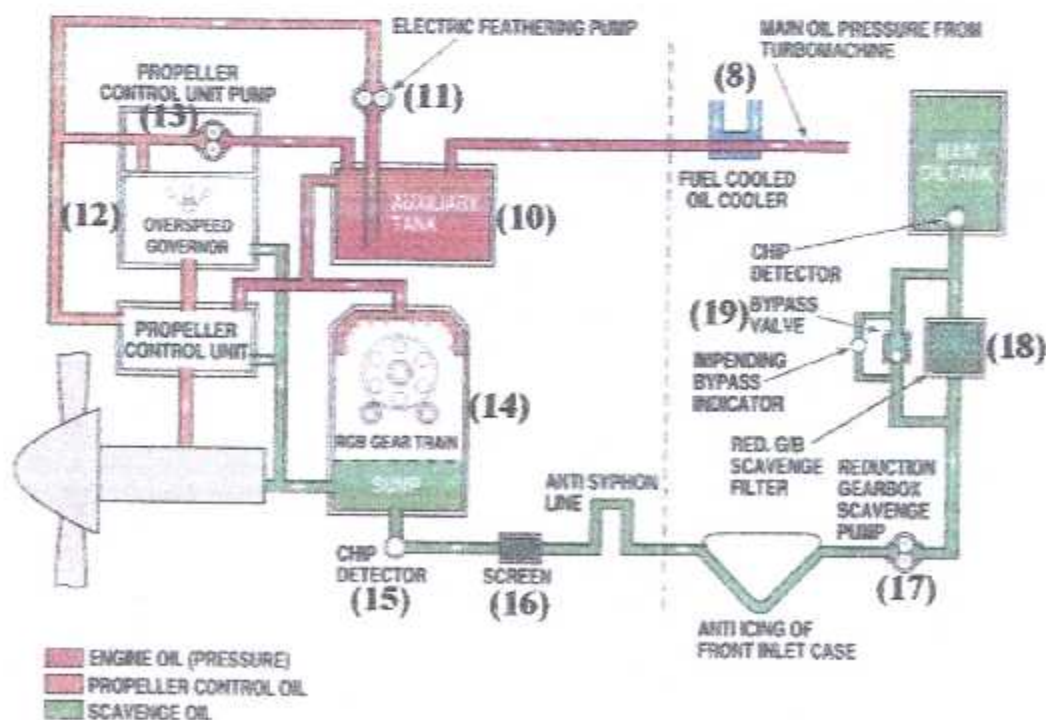 ELECTRIC FEATHERING PUMP
MAIN OIL PRESSURE FROM
TURBOMACHINE
PROPELLER
CONTROL UNIT PUMP
(13)
(11)
(8)
FUEL COOLED
OIL COOLER
MAIN
OIL TANK
(12)
OVERSPEED
GOVERNOR
AUXILIARY
TANK
(10)
CHIP
DETECTOR
PROPELLER
CONTROL UNIT
(19)
BYPASS
VALVE
(18)
IMPENDING
BYPASS
INDICATOR
(14)
RGB GEAR TRAIN
SUMP
RED. G/B
SCAVENGE
FILTER
REDUCTION
GEARBOX
SCAVENGE
PUMP
ANTI SYPHON
LINE
CHIP
DETECTOR
(15)
SCREEN
(16)
(17)
ANTI ICING OF
FRONT INLET CASE
ENGINE OIL (PRESSURE)
PROPELLER CONTROL OIL
SCAVENGE OIL